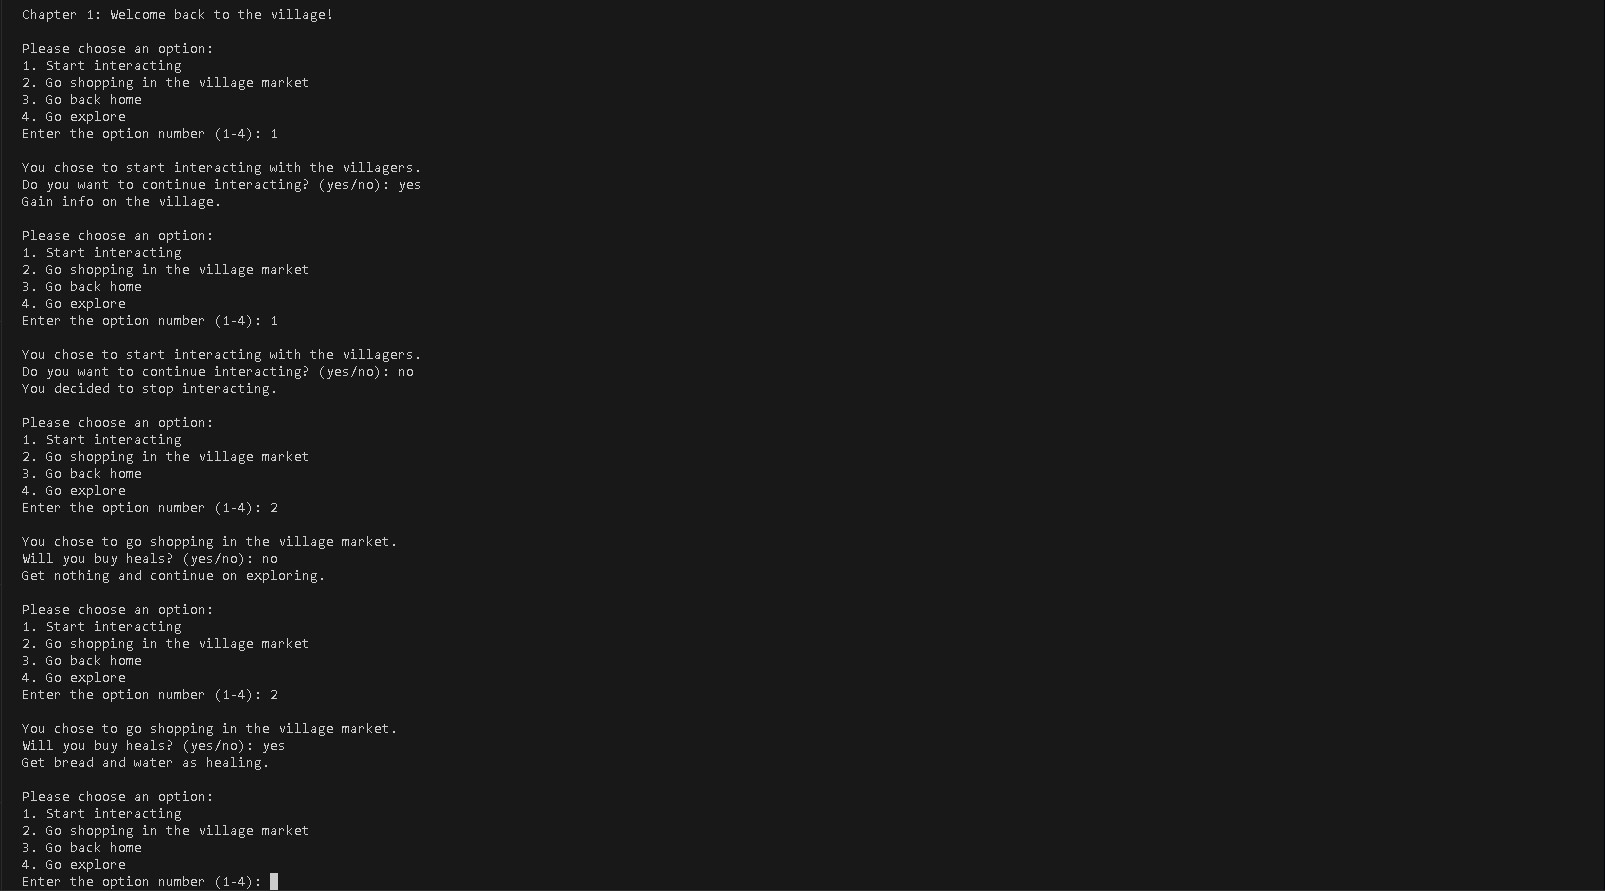 Chapter 1: Welcome back to the village!
Please choose an option:
1. Start interacting
2. Go shopping in the village market
3. Go back home
4. Go explore
Enter the option number (1-4): 1
You chose to start interacting with the villagers.
Do you want to continue interacting? (yes/no): yes
Gain info on the village.
Please choose an option:
1. Start interacting
2. Go shopping in the village market
3. Go back home
4. Go explore
Enter the option number (1-4): 1
You chose to start interacting with the villagers.
Do you want to continue interacting? (yes/no): no
You decided to stop interacting.
Please choose an option:
1. Start interacting
2. Go shopping in the village market
3. Go back home
4. Go explore
Enter the option number (1-4): 2
You chose to go shopping in the village market.
Will you buy heals? (yes/no): no
Get nothing and continue on exploring.
Please choose an option:
1. Start interacting
2. Go shopping in the village market
3. Go back home
4. Go explore
Enter the option number (1-4): 2
You chose to go shopping in the village market.
Will you buy heals? (yes/no): yes
Get bread and water as healing.
Please choose an option:
1. Start interacting
2. Go shopping in the village market
3. Go back home
4. Go explore
Enter the option number (1-4):